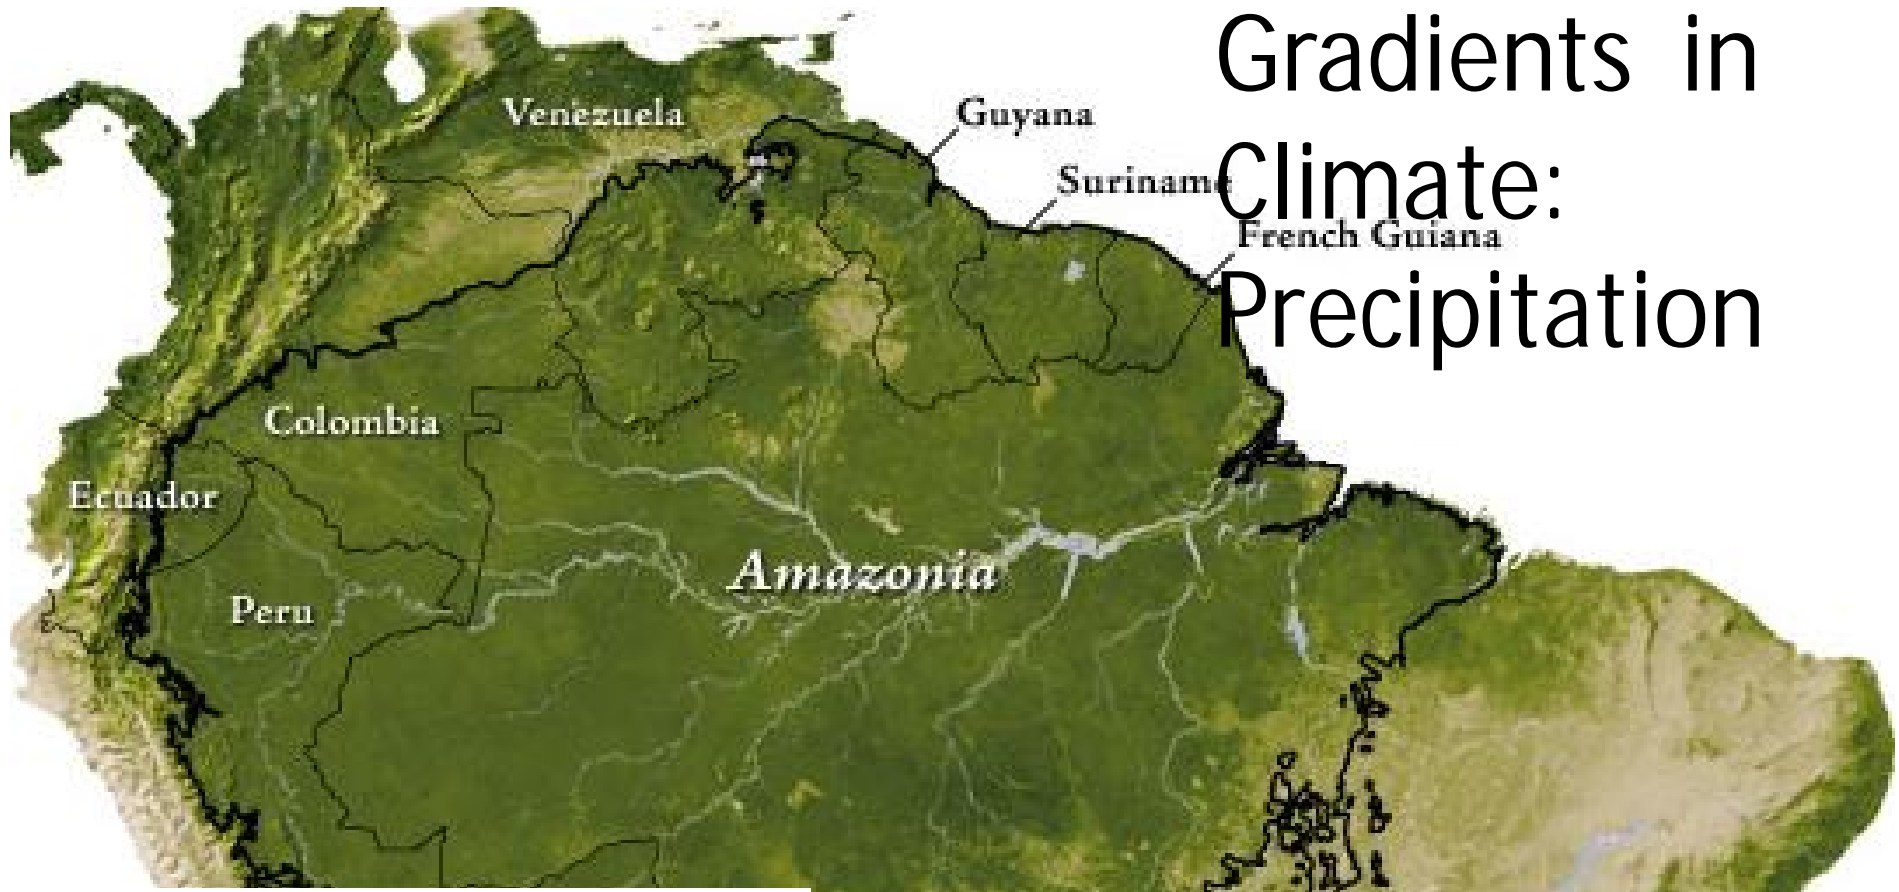 Gradients in
Climate:
Precipitation
Venezuela
Guyana
Suriname
French Guiana
Colombia
Ecuador
Amazonia
Peru